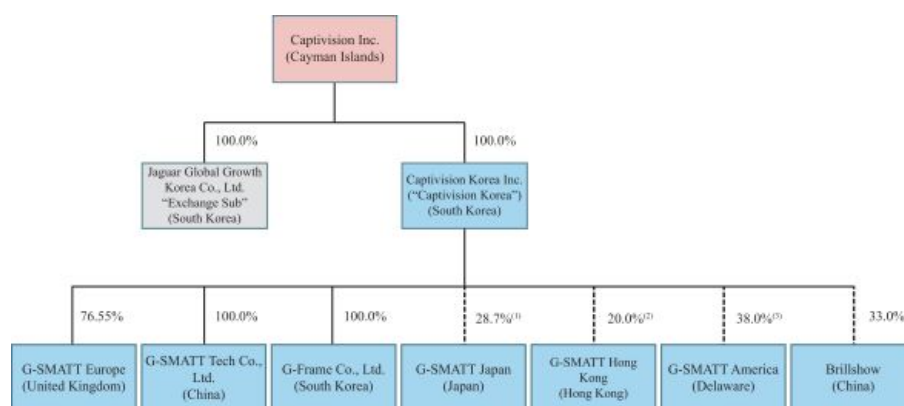 Captivision Inc.
(Cayman Islands)
100.0%
100.0%
Jaguar Global Growth
Korea Co., Ltd.
“Exchange Sub”
(South Korea)
Captivision Korea Inc.
(“Captivision Korea”)
(South Korea)
76.55%
100.0%
100.0%
28.7%(1)
20.0%(2)
38.0%(3)
33.0%
G-SMATT Europe
(United Kingdom)
G-SMATT Tech Co.,
Ltd.
(China)
G-Frame Co., Ltd.
(South Korea)
G-SMATT Japan
(Japan)
G-SMATT Hong
Kong
(Hong Kong)
G-SMATT America
(Delaware)
Brillshow
(China)